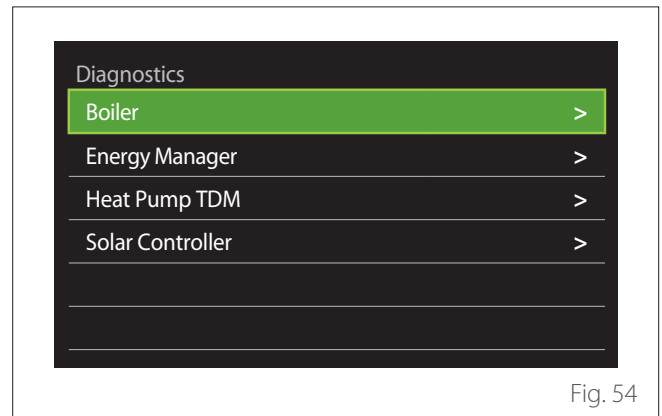 Diagnostics
Boiler >
Energy Manager >
Heat Pump TDM >
Solar Controller >
Fig. 54